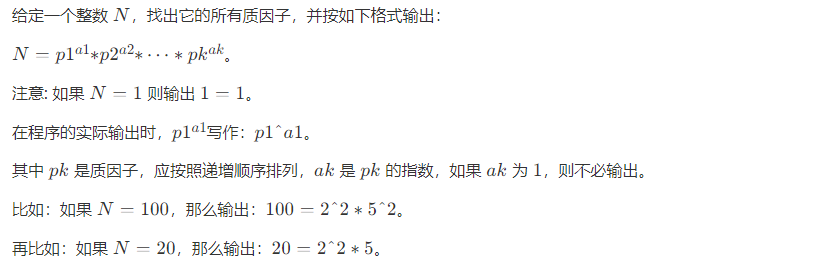 给定一个整数 N，找出它的所有质因子，并按如下格式输出：
N = p1^{a1}*p2^{a2}*···*pk^{ak}。
注意: 如果 N = 1 则输出 1 = 1。
在程序的实际输出时，p1^{a1}写作：p1^a1。
其中 pk 是质因子，应按照递增顺序排列，ak 是 pk 的指数，如果 ak 为 1，则不必输出。
比如：如果 N = 100，那么输出：100 = 2^2 * 5^2。
再比如：如果 N = 20，那么输出：20 = 2^2 * 5。